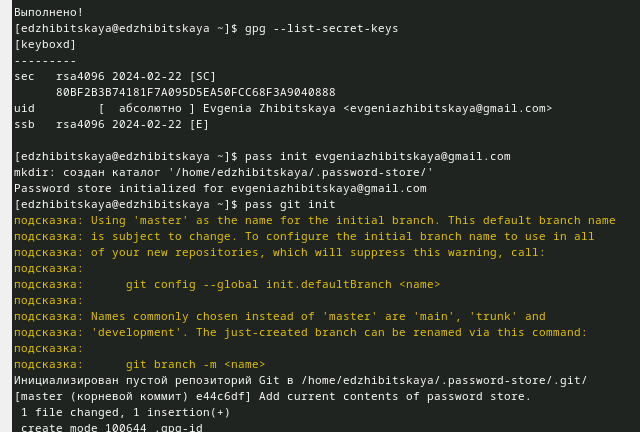 Выполнено!
[edzhibitskaya@edzhibitskaya ~]$ gpg --list-secret-keys
[keyboxd]
---------
sec   rsa4096 2024-02-22 [SC]
      80BF2B3B74181F7A095D5EA50FCC68F3A9040888
uid         [  абсолютно ] Evgenia Zhibitskaya <evgeniazhibitskaya@gmail.com>
ssb   rsa4096 2024-02-22 [E]

[edzhibitskaya@edzhibitskaya ~]$ pass init evgeniazhibitskaya@gmail.com
mkdir: создан каталог '/home/edzhibitskaya/.password-store/'
Password store initialized for evgeniazhibitskaya@gmail.com
[edzhibitskaya@edzhibitskaya ~]$ pass git init
подсказка: Using 'master' as the name for the initial branch. This default branch name
подсказка: is subject to change. To configure the initial branch name to use in all
подсказка: of your new repositories, which will suppress this warning, call:
подсказка:
подсказка:      git config --global init.defaultBranch <name>
подсказка:
подсказка: Names commonly chosen instead of 'master' are 'main', 'trunk' and
подсказка: 'development'. The just-created branch can be renamed via this command:
подсказка:
подсказка:      git branch -m <name>
Инициализирован пустой репозиторий Git в /home/edzhibitskaya/.password-store/.git/
[master (корневой коммит) e44c6df] Add current contents of password store.
 1 file changed, 1 insertion(+)
 create mode 100644 .gpg-id